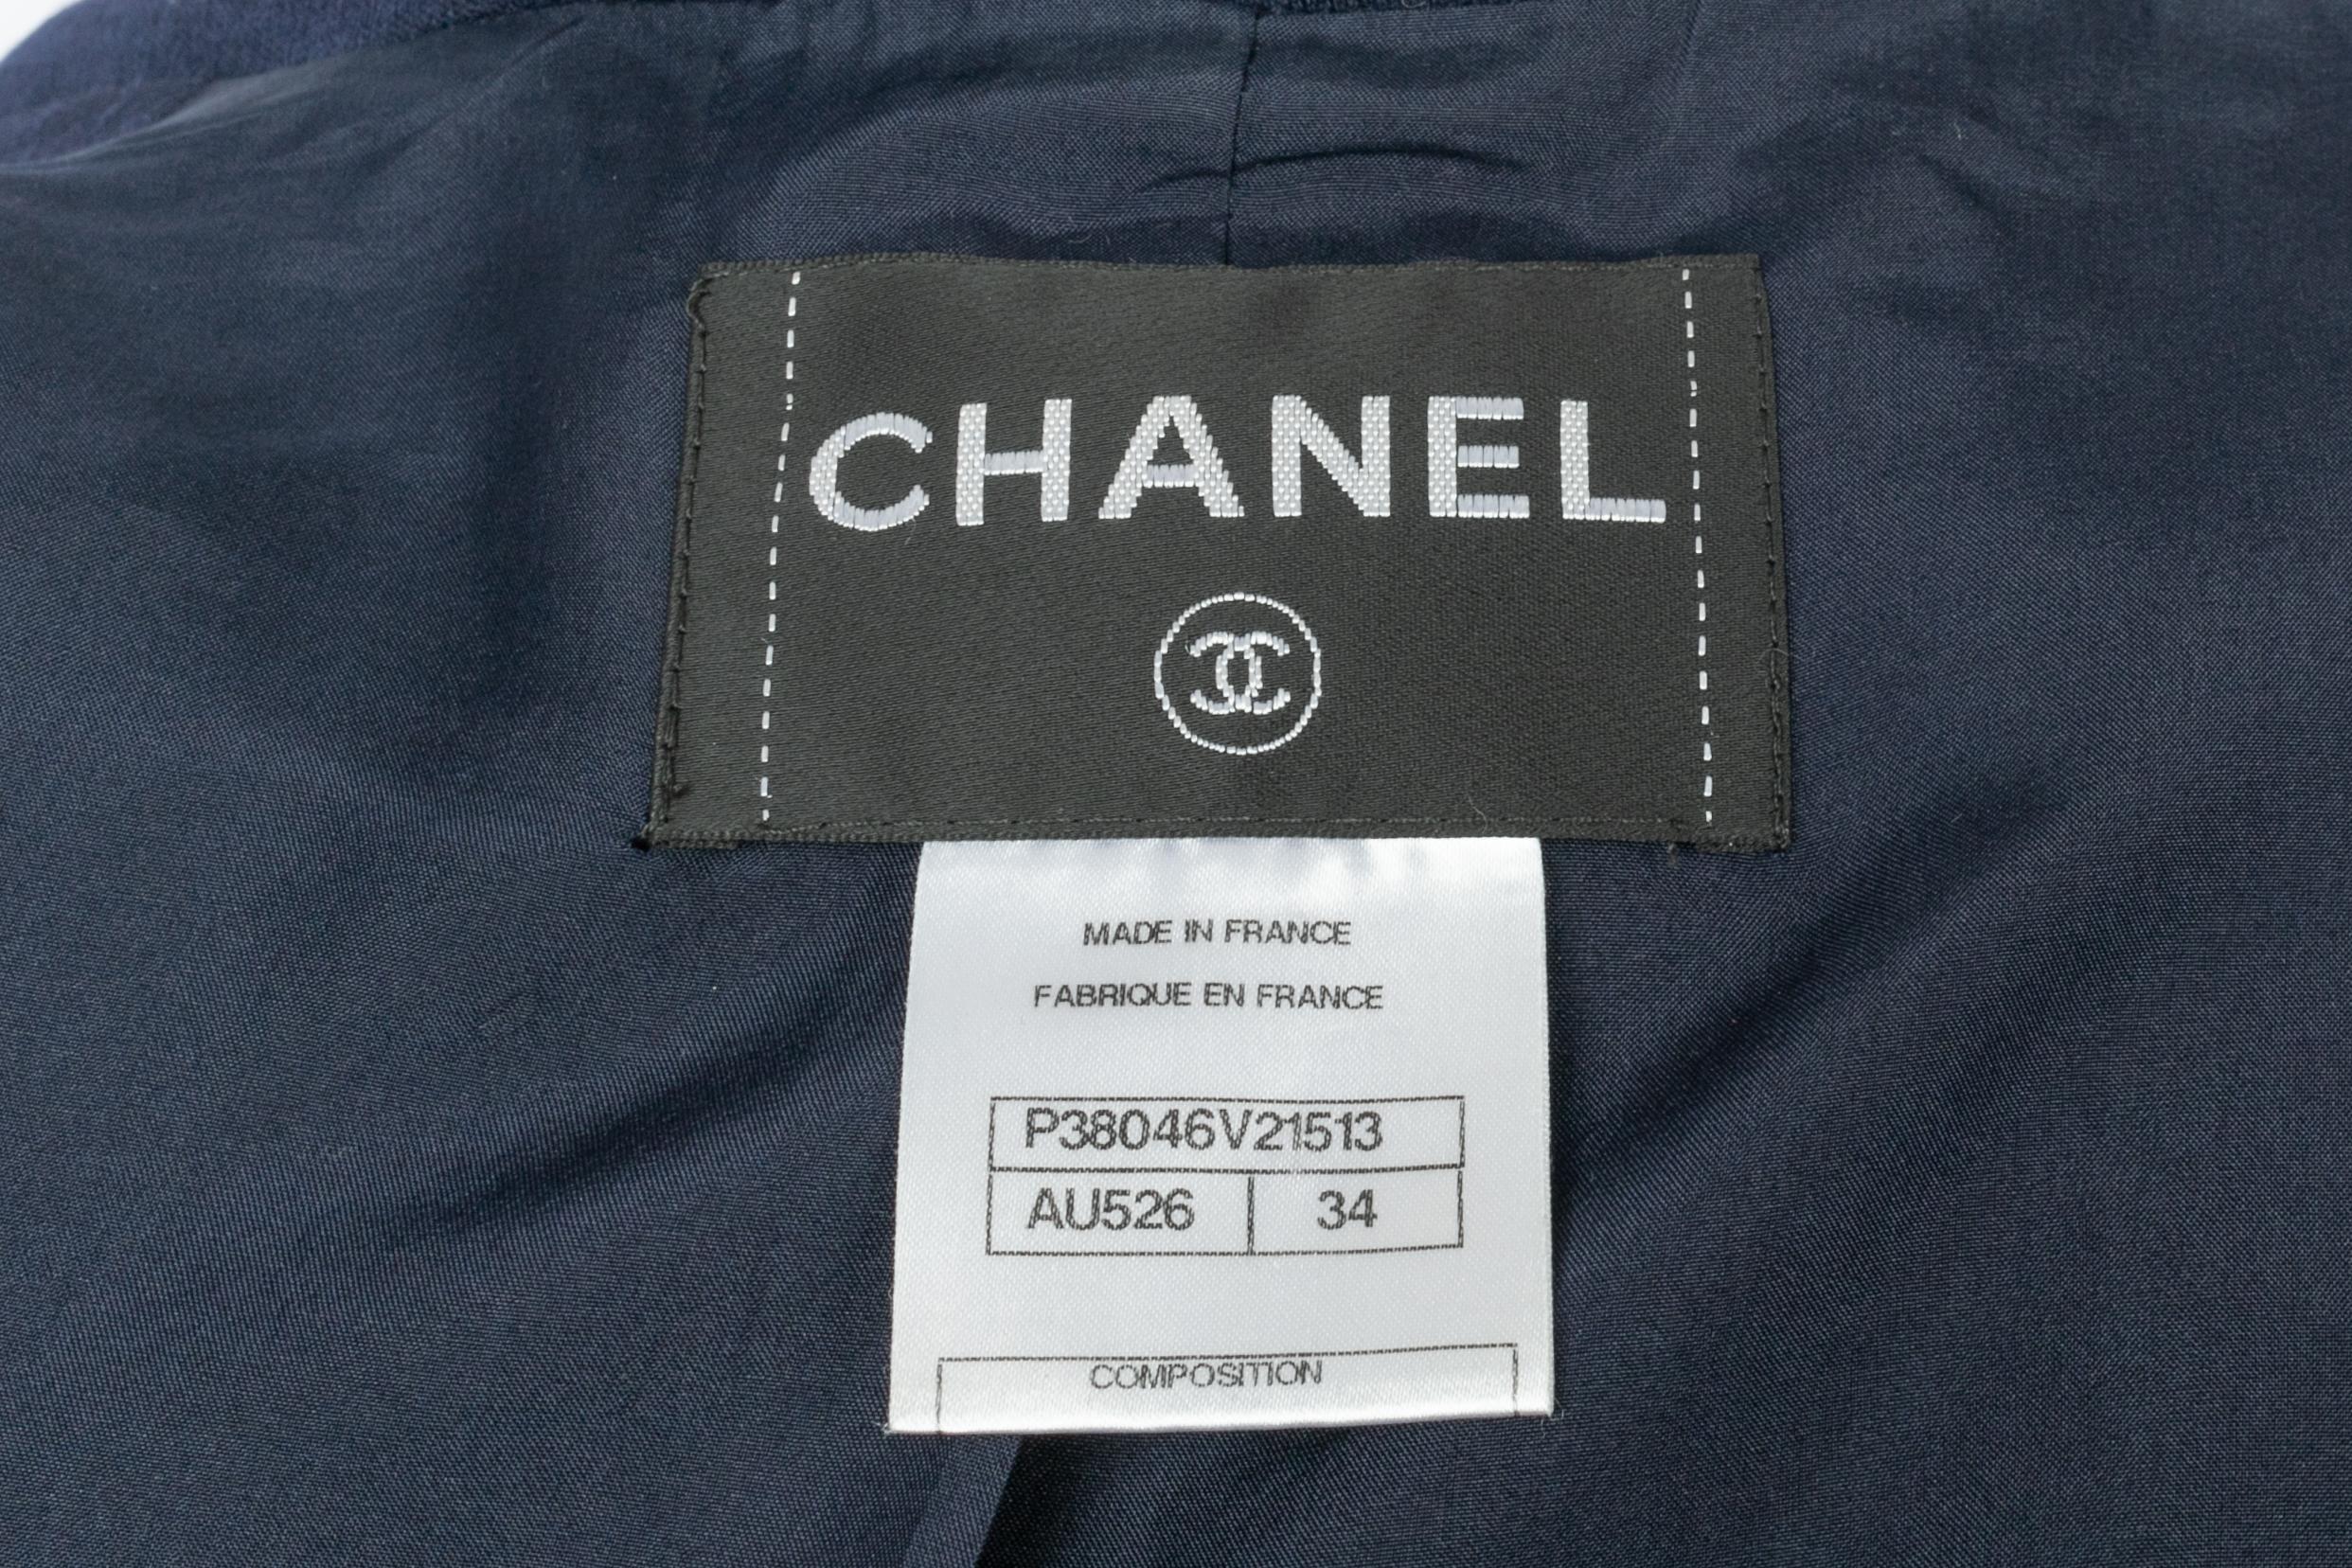 CHANEL
MADE IN FRANCE
FABRIQUE EN FRANCE
P38046V21513
AU526 34
COMPOSITION